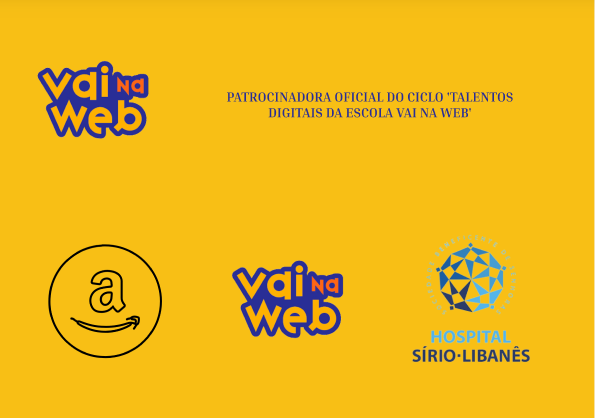 vai na
web
PATROCINADORA OFICIAL DO CICLO 'TALENTOS
DIGITAIS DA ESCOLA VAI NA WEB'
a
vai na
web
HOSPITAL
SÍRIO·LIBANÊS